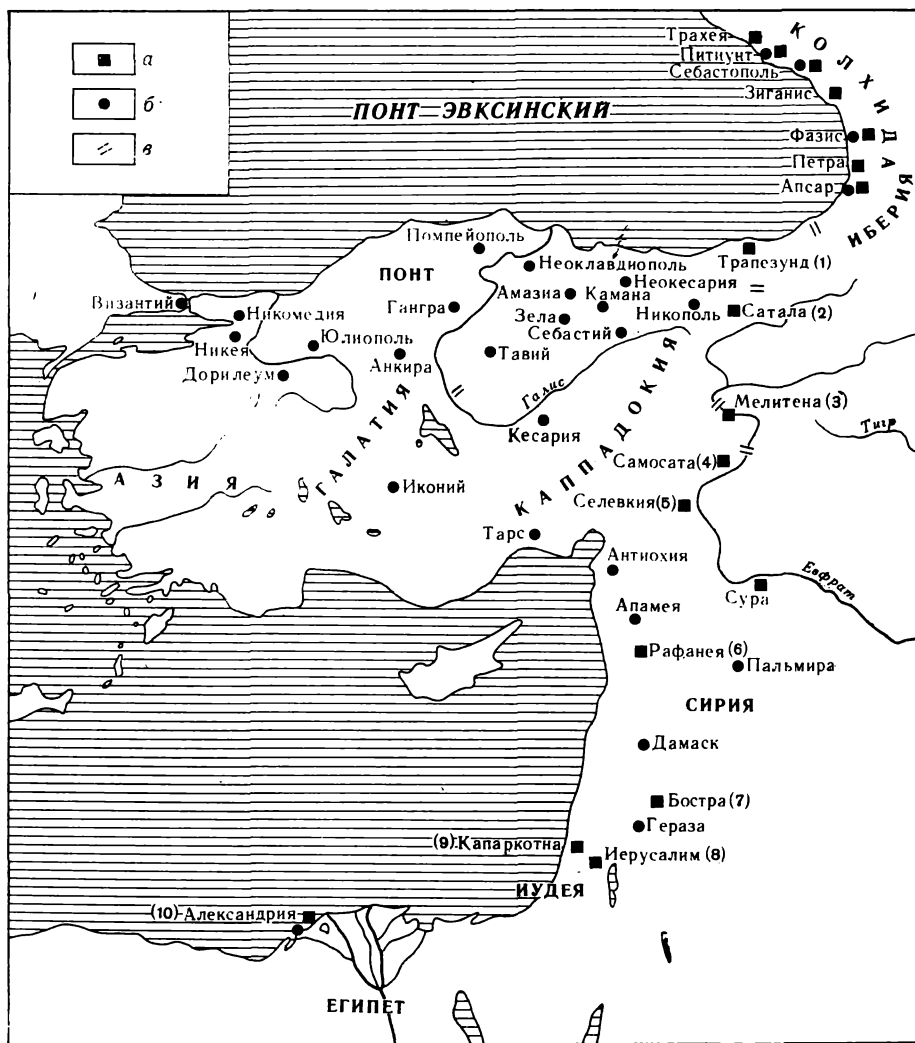 а
б
в
ПОНТ ЭВКСИНСКИЙ
КОЛХИДА
ИБЕРИЯ
Трахея
Питиунт
Себастополь
Зиганис
Фазис
Петра
Апсар
Помпейополь
ПОНТ
Неоклавдиополь
Трапезунд (1)
Неокесария
Византий
Никомедия
Гангра
Амазиа
Камана
Никополь
Сатала (2)
Зела
Себастий
Никея
Юлиополь
Анкира
Тавий
Дорилеум
Галис
Мелитена (3)
Кесария
Тигр
ГАЛАТИЯ
КАППАДОКИЯ
Самосата (4)
АЗИЯ
Иконий
Селевкия (5)
Тарс
Антиохия
Евфрат
Сура
Апамея
Рафанея (6)
Пальмира
СИРИЯ
Дамаск
Бостра (7)
Гераза
(9) Капаркотна
Иерусалим (8)
ИУДЕЯ
(10) Александрия
ЕГИПЕТ